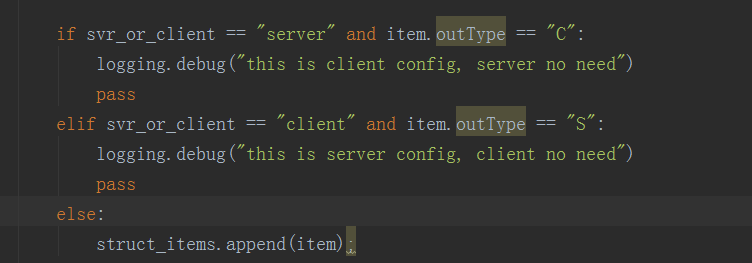 if svr_or_client == "server" and item.outType == "C":
    logging.debug("this is client config, server no need")
    pass
elif svr_or_client == "client" and item.outType == "S":
    logging.debug("this is server config, client no need")
    pass
else:
    struct_items.append(item);